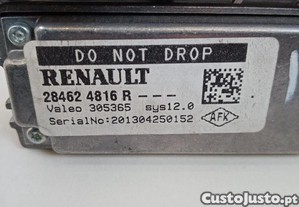 DO NOT DROP
RENAULT
28462 4816 R ---
Valeo 305365 sys12.0
SerialNo:201304250152
AFK
CustoJusto.pt